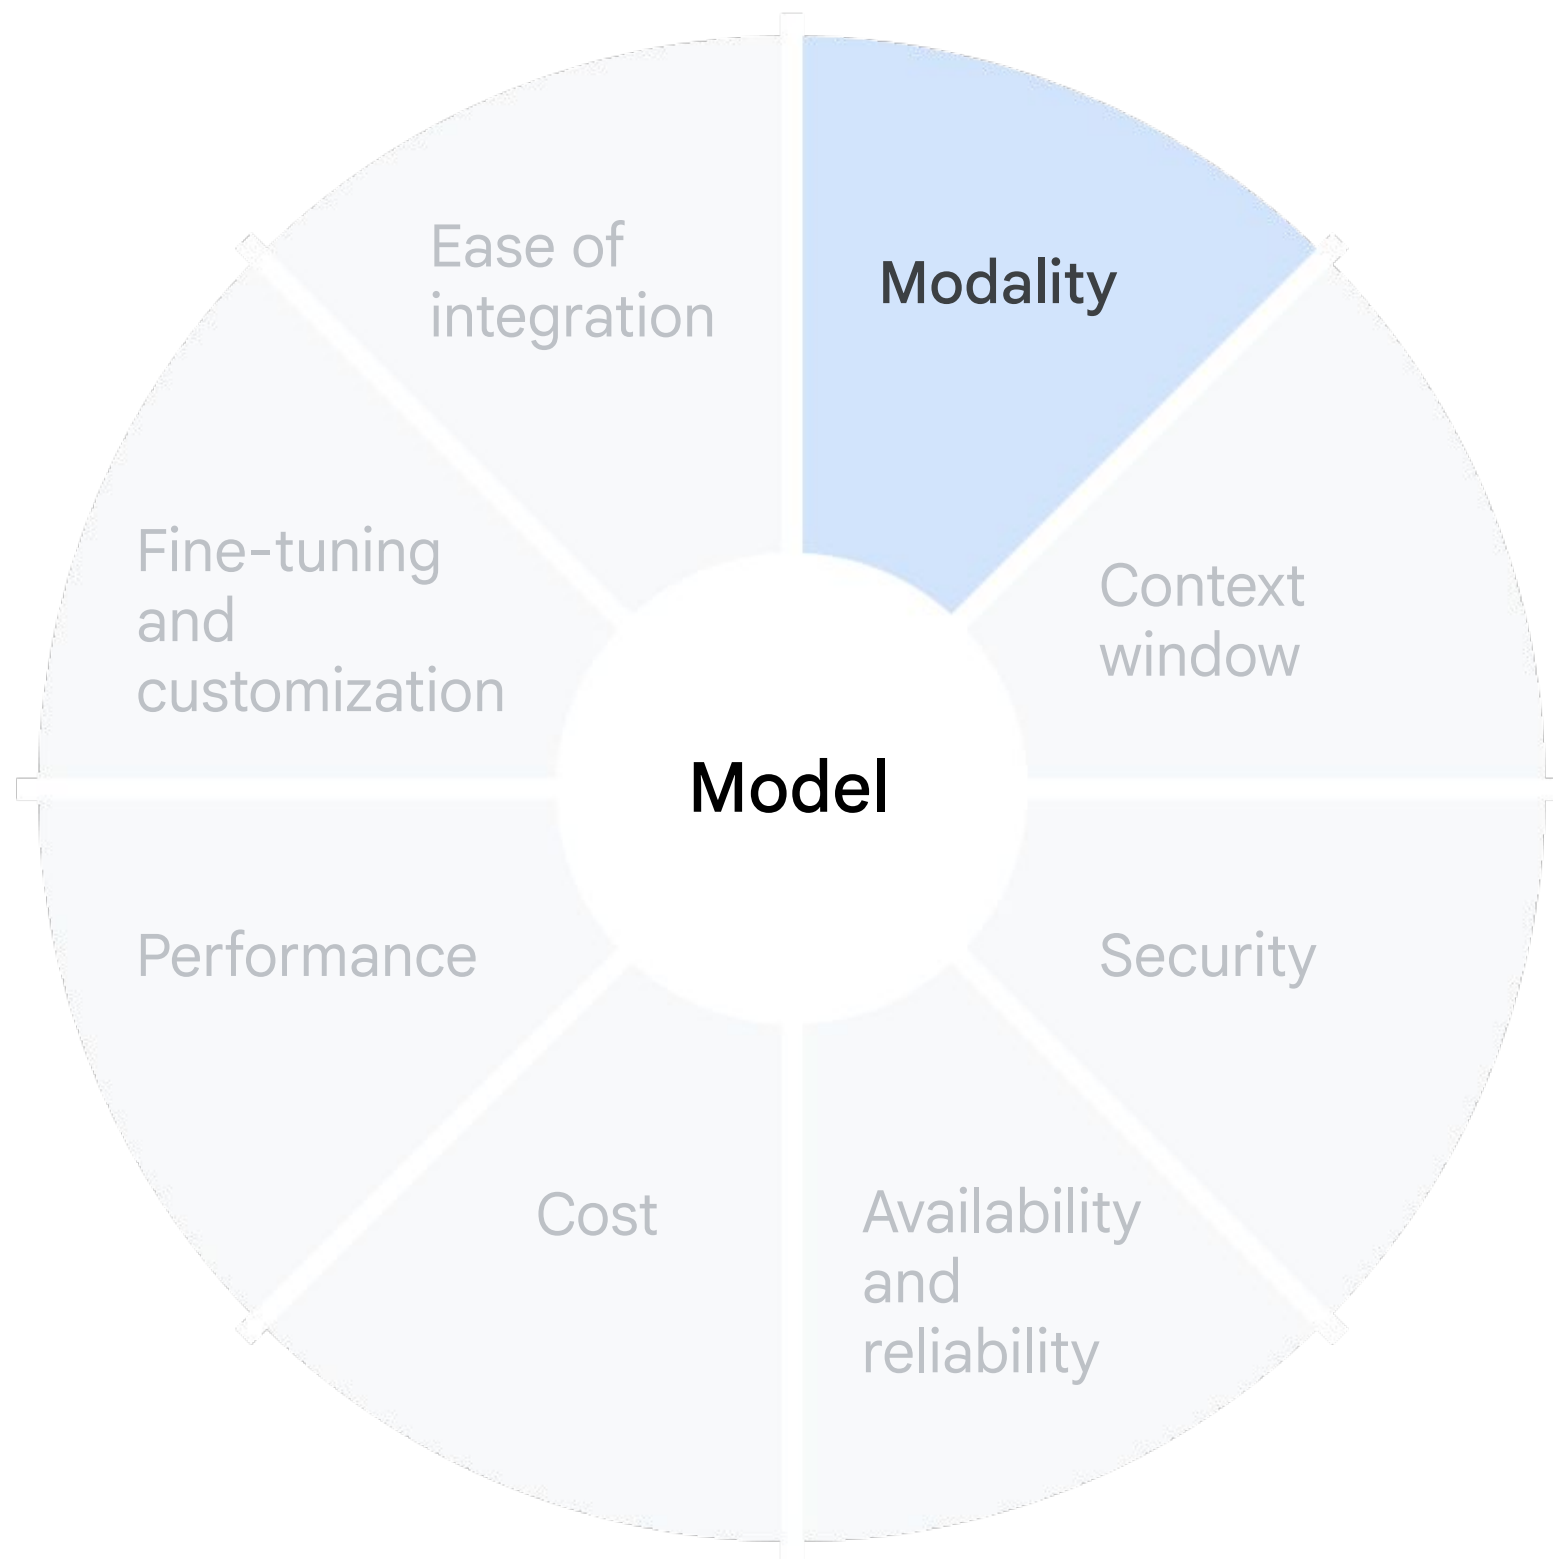 Ease of
integration
Modality
Fine-tuning
and
customization
Context
window
Model
Performance
Security
Cost
Availability
and
reliability